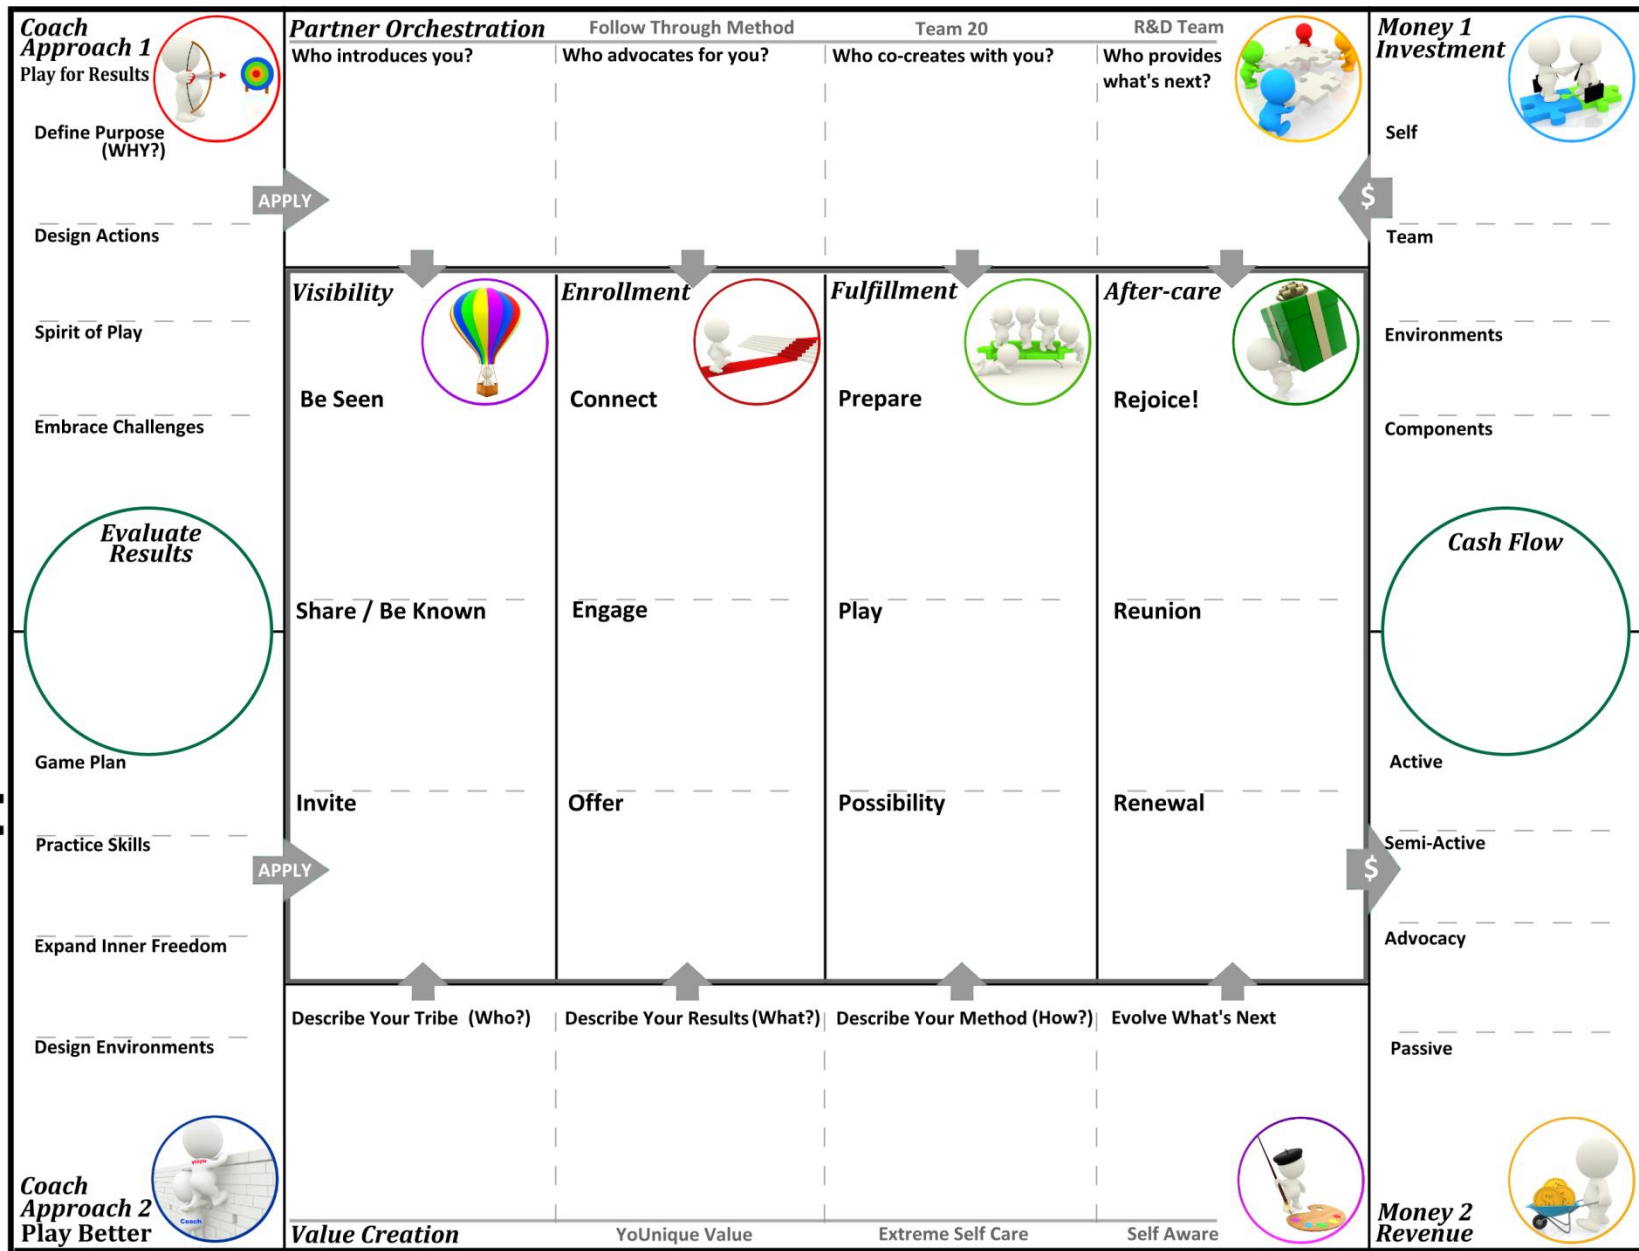 Coach
Approach 1
Play for Results
Define Purpose
(WHY?)
Design Actions
Spirit of Play
Embrace Challenges
Evaluate
Results
Game Plan
Practice Skills
Expand Inner Freedom
Design Environments
Coach
Approach 2
Play Better
Coach
APPLY
APPLY
Partner Orchestration
Follow Through Method
Team 20
R&D Team
Who introduces you?
Who advocates for you?
Who co-creates with you?
Who provides
what's next?
Visibility
Be Seen
Share / Be Known
Invite
Enrollment
Connect
Engage
Offer
Fulfillment
Prepare
Play
Possibility
After-care
Rejoice!
Reunion
Renewal
Describe Your Tribe (Who?)
Describe Your Results (What?)
Describe Your Method (How?)
Evolve What's Next
Value Creation
YoUnique Value
Extreme Self Care
Self Aware
Money 1
Investment
Self
$
Team
Environments
Components
Cash Flow
Active
Semi-Active
$
Advocacy
Passive
Money 2
Revenue